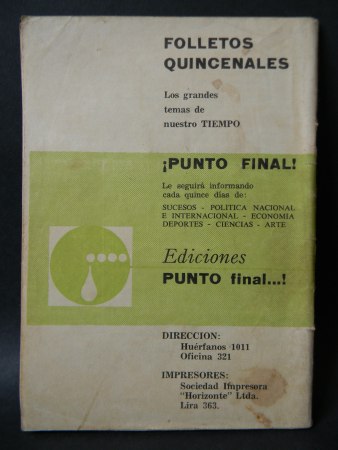 FOLLETOS
QUINCENALES
Los grandes
temas de
nuestro TIEMPO
¡PUNTO FINAL!
Le seguirá informando
cada quince días de:
SUCESOS - POLITICA NACIONAL
E INTERNACIONAL - ECONOMIA
DEPORTES - CIENCIAS - ARTE
Ediciones
PUNTO final...!
DIRECCION:
Huérfanos 1011
Oficina 321
IMPRESORES:
Sociedad Impresora
"Horizonte" Ltda.
Lira 363.